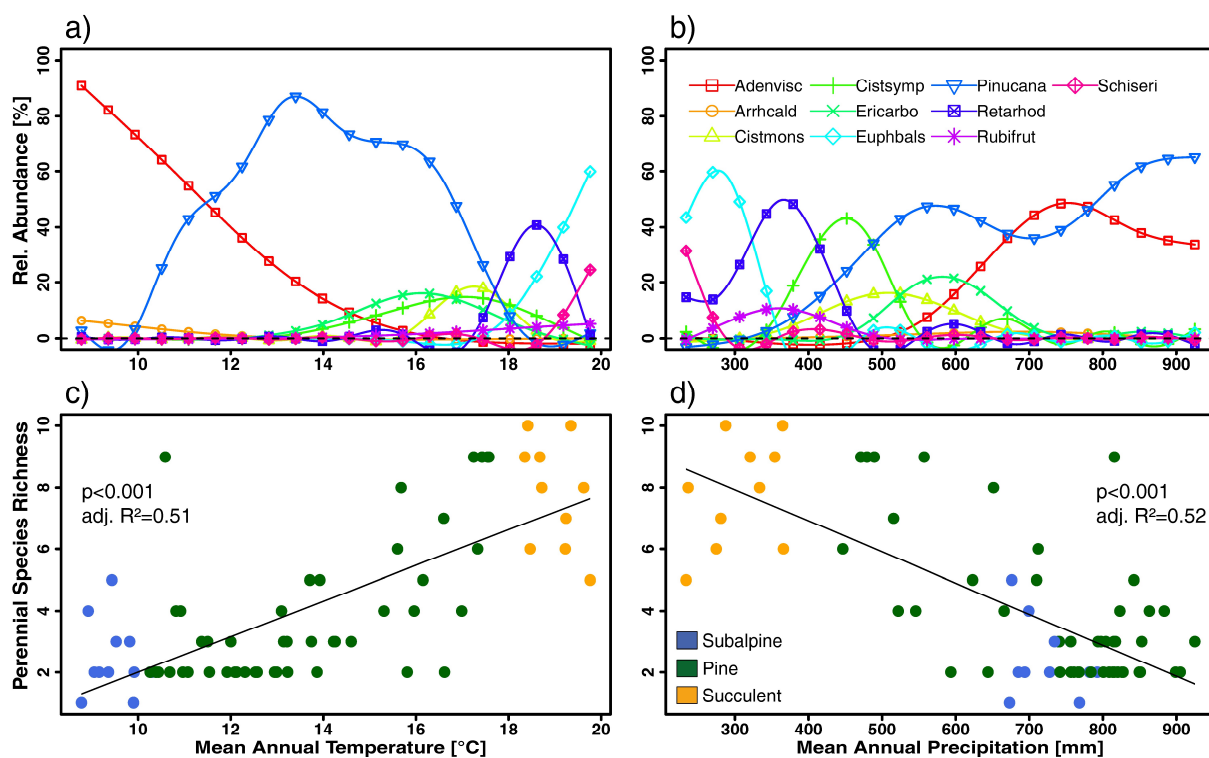 a)
b)
Rel. Abundance [%]
0 20 40 60 80 100
10 12 14 16 18 20
Adenvisc Cistsymp Pinucana Schiseri
Arrhcald Ericarbo Retarhod
Cistmons Euphbals Rubifrut
0 20 40 60 80 100
300 400 500 600 700 800 900
c)
d)
Perennial Species Richness
2 4 6 8 10
p<0.001
adj. R²=0.51
10 12 14 16 18 20
Mean Annual Temperature [°C]
2 4 6 8 10
p<0.001
adj. R²=0.52
Subalpine
Pine
Succulent
300 400 500 600 700 800 900
Mean Annual Precipitation [mm]